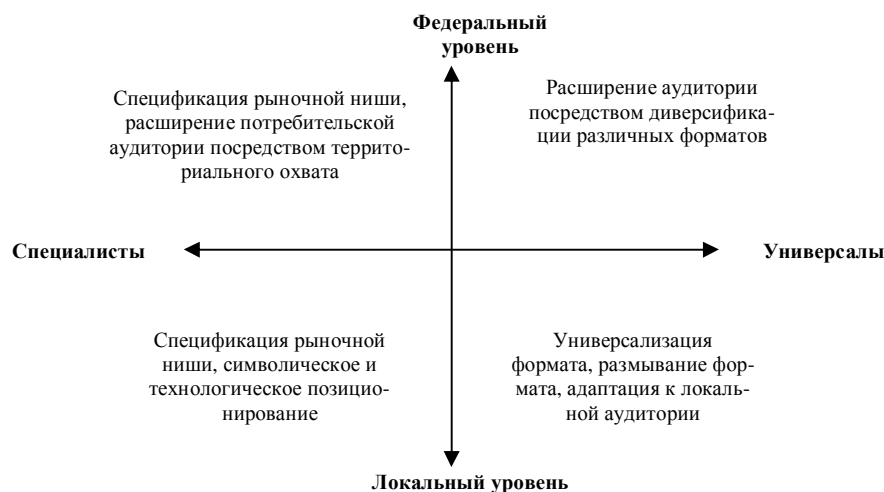 Федеральный
уровень
Спецификация рыночной ниши,
расширение потребительской
аудитории посредством террито-
риального охвата
Расширение аудитории
посредством диверсифика-
ции различных форматов
Специалисты
Универсалы
Спецификация рыночной
ниши, символическое и
технологическое позицио-
нирование
Универсализация
формата, размывание фор-
мата, адаптация к локаль-
ной аудитории
Локальный уровень